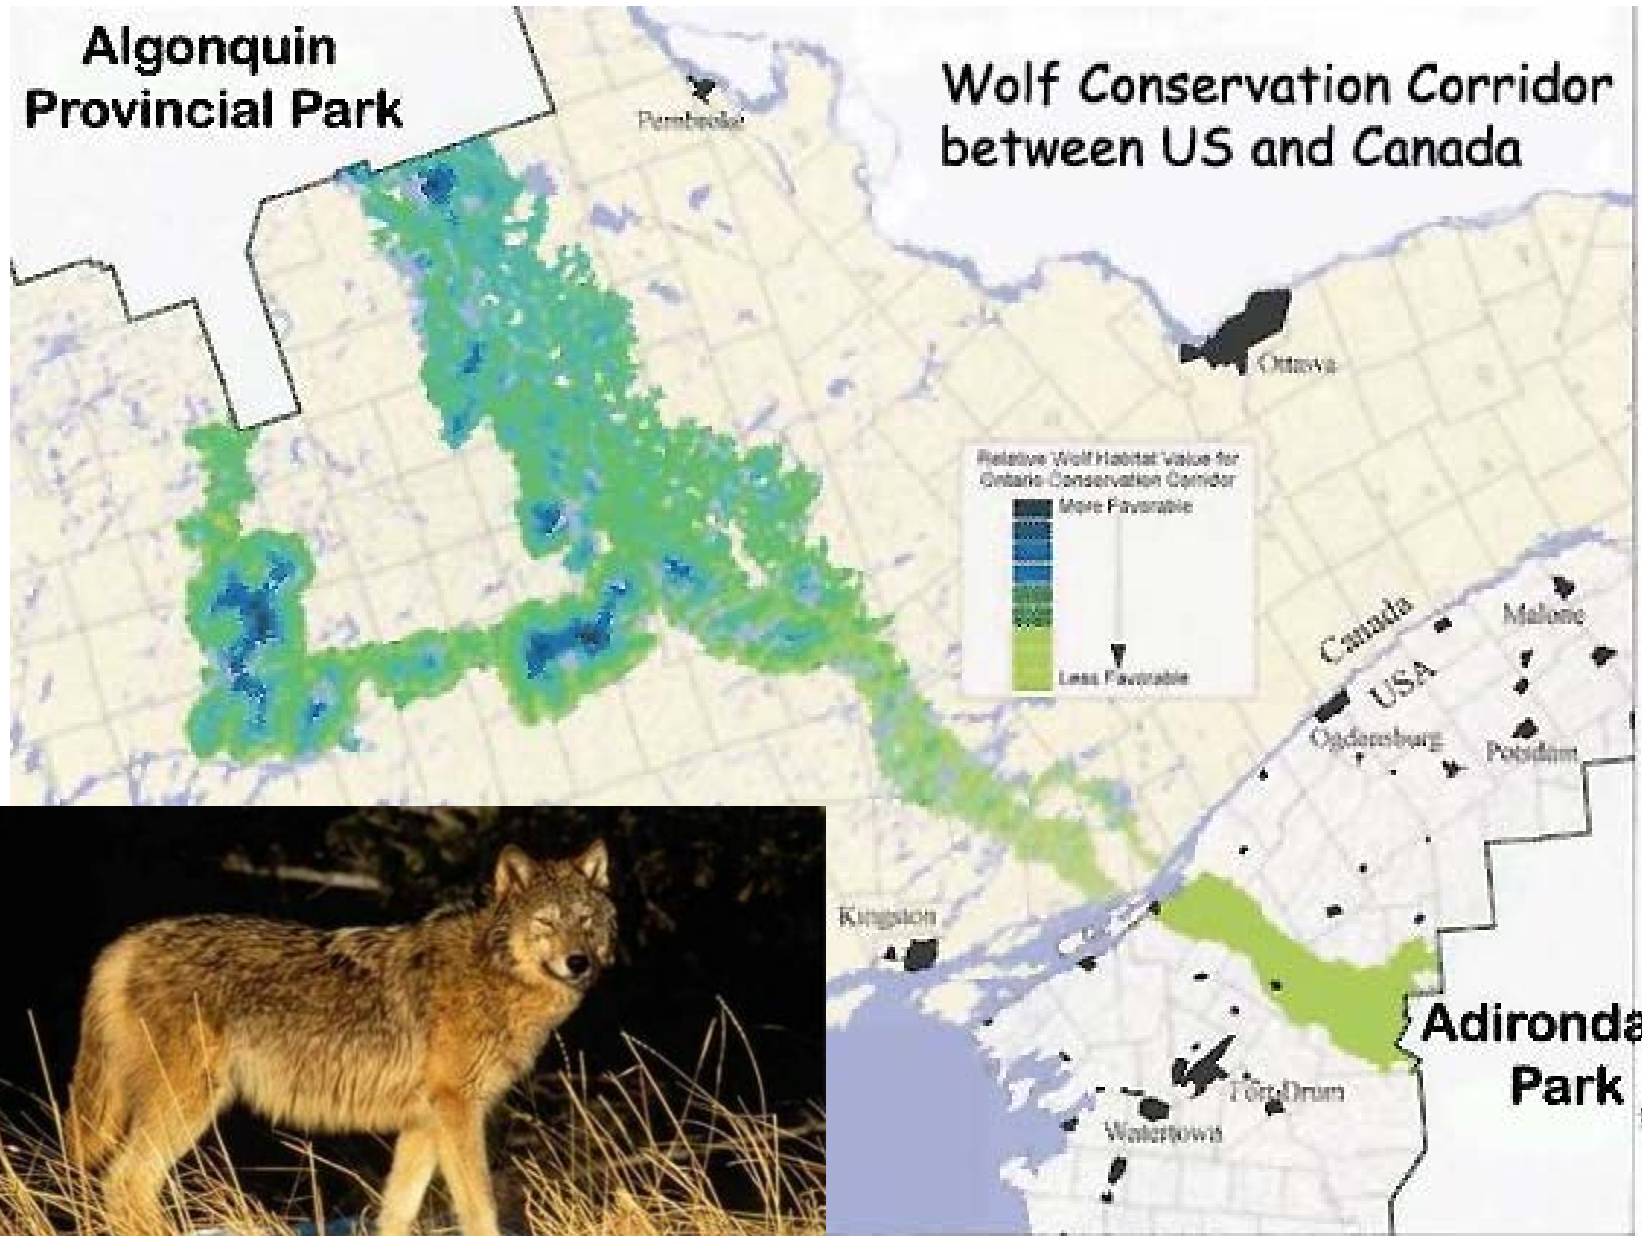 Algonquin
Provincial Park
Wolf Conservation Corridor
between US and Canada
Pembroke
Ottawa
Relative Wolf Habitat Value for
Ontario Conservation Corridor
More Favorable
Less Favorable
Canada
USA
Malone
Ogdensburg
Potsdam
Kingston
Adironda
Park
Fort Drum
Watertown